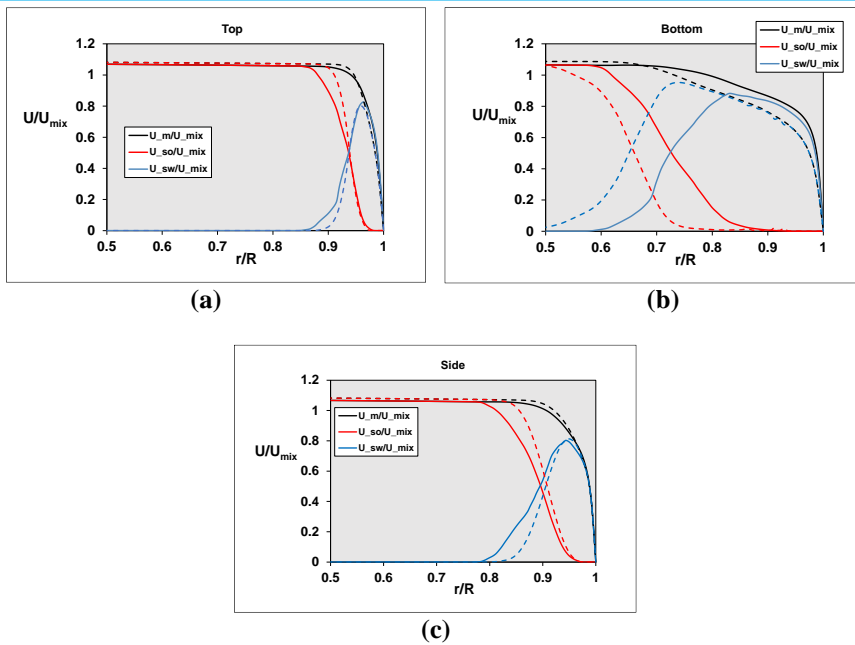 Top
1.2
1
0.8
0.6
0.4
0.2
0
U/U_mix
U_m/U_mix
U_so/U_mix
U_sw/U_mix
0.5 0.6 0.7 0.8 0.9 1
r/R
(a)
Bottom
1.2
1
0.8
0.6
0.4
0.2
0
U/U_mix
U_m/U_mix
U_so/U_mix
U_sw/U_mix
0.5 0.6 0.7 0.8 0.9 1
r/R
(b)
Side
1.2
1
0.8
0.6
0.4
0.2
0
U/U_mix
U_m/U_mix
U_so/U_mix
U_sw/U_mix
0.5 0.6 0.7 0.8 0.9 1
r/R
(c)